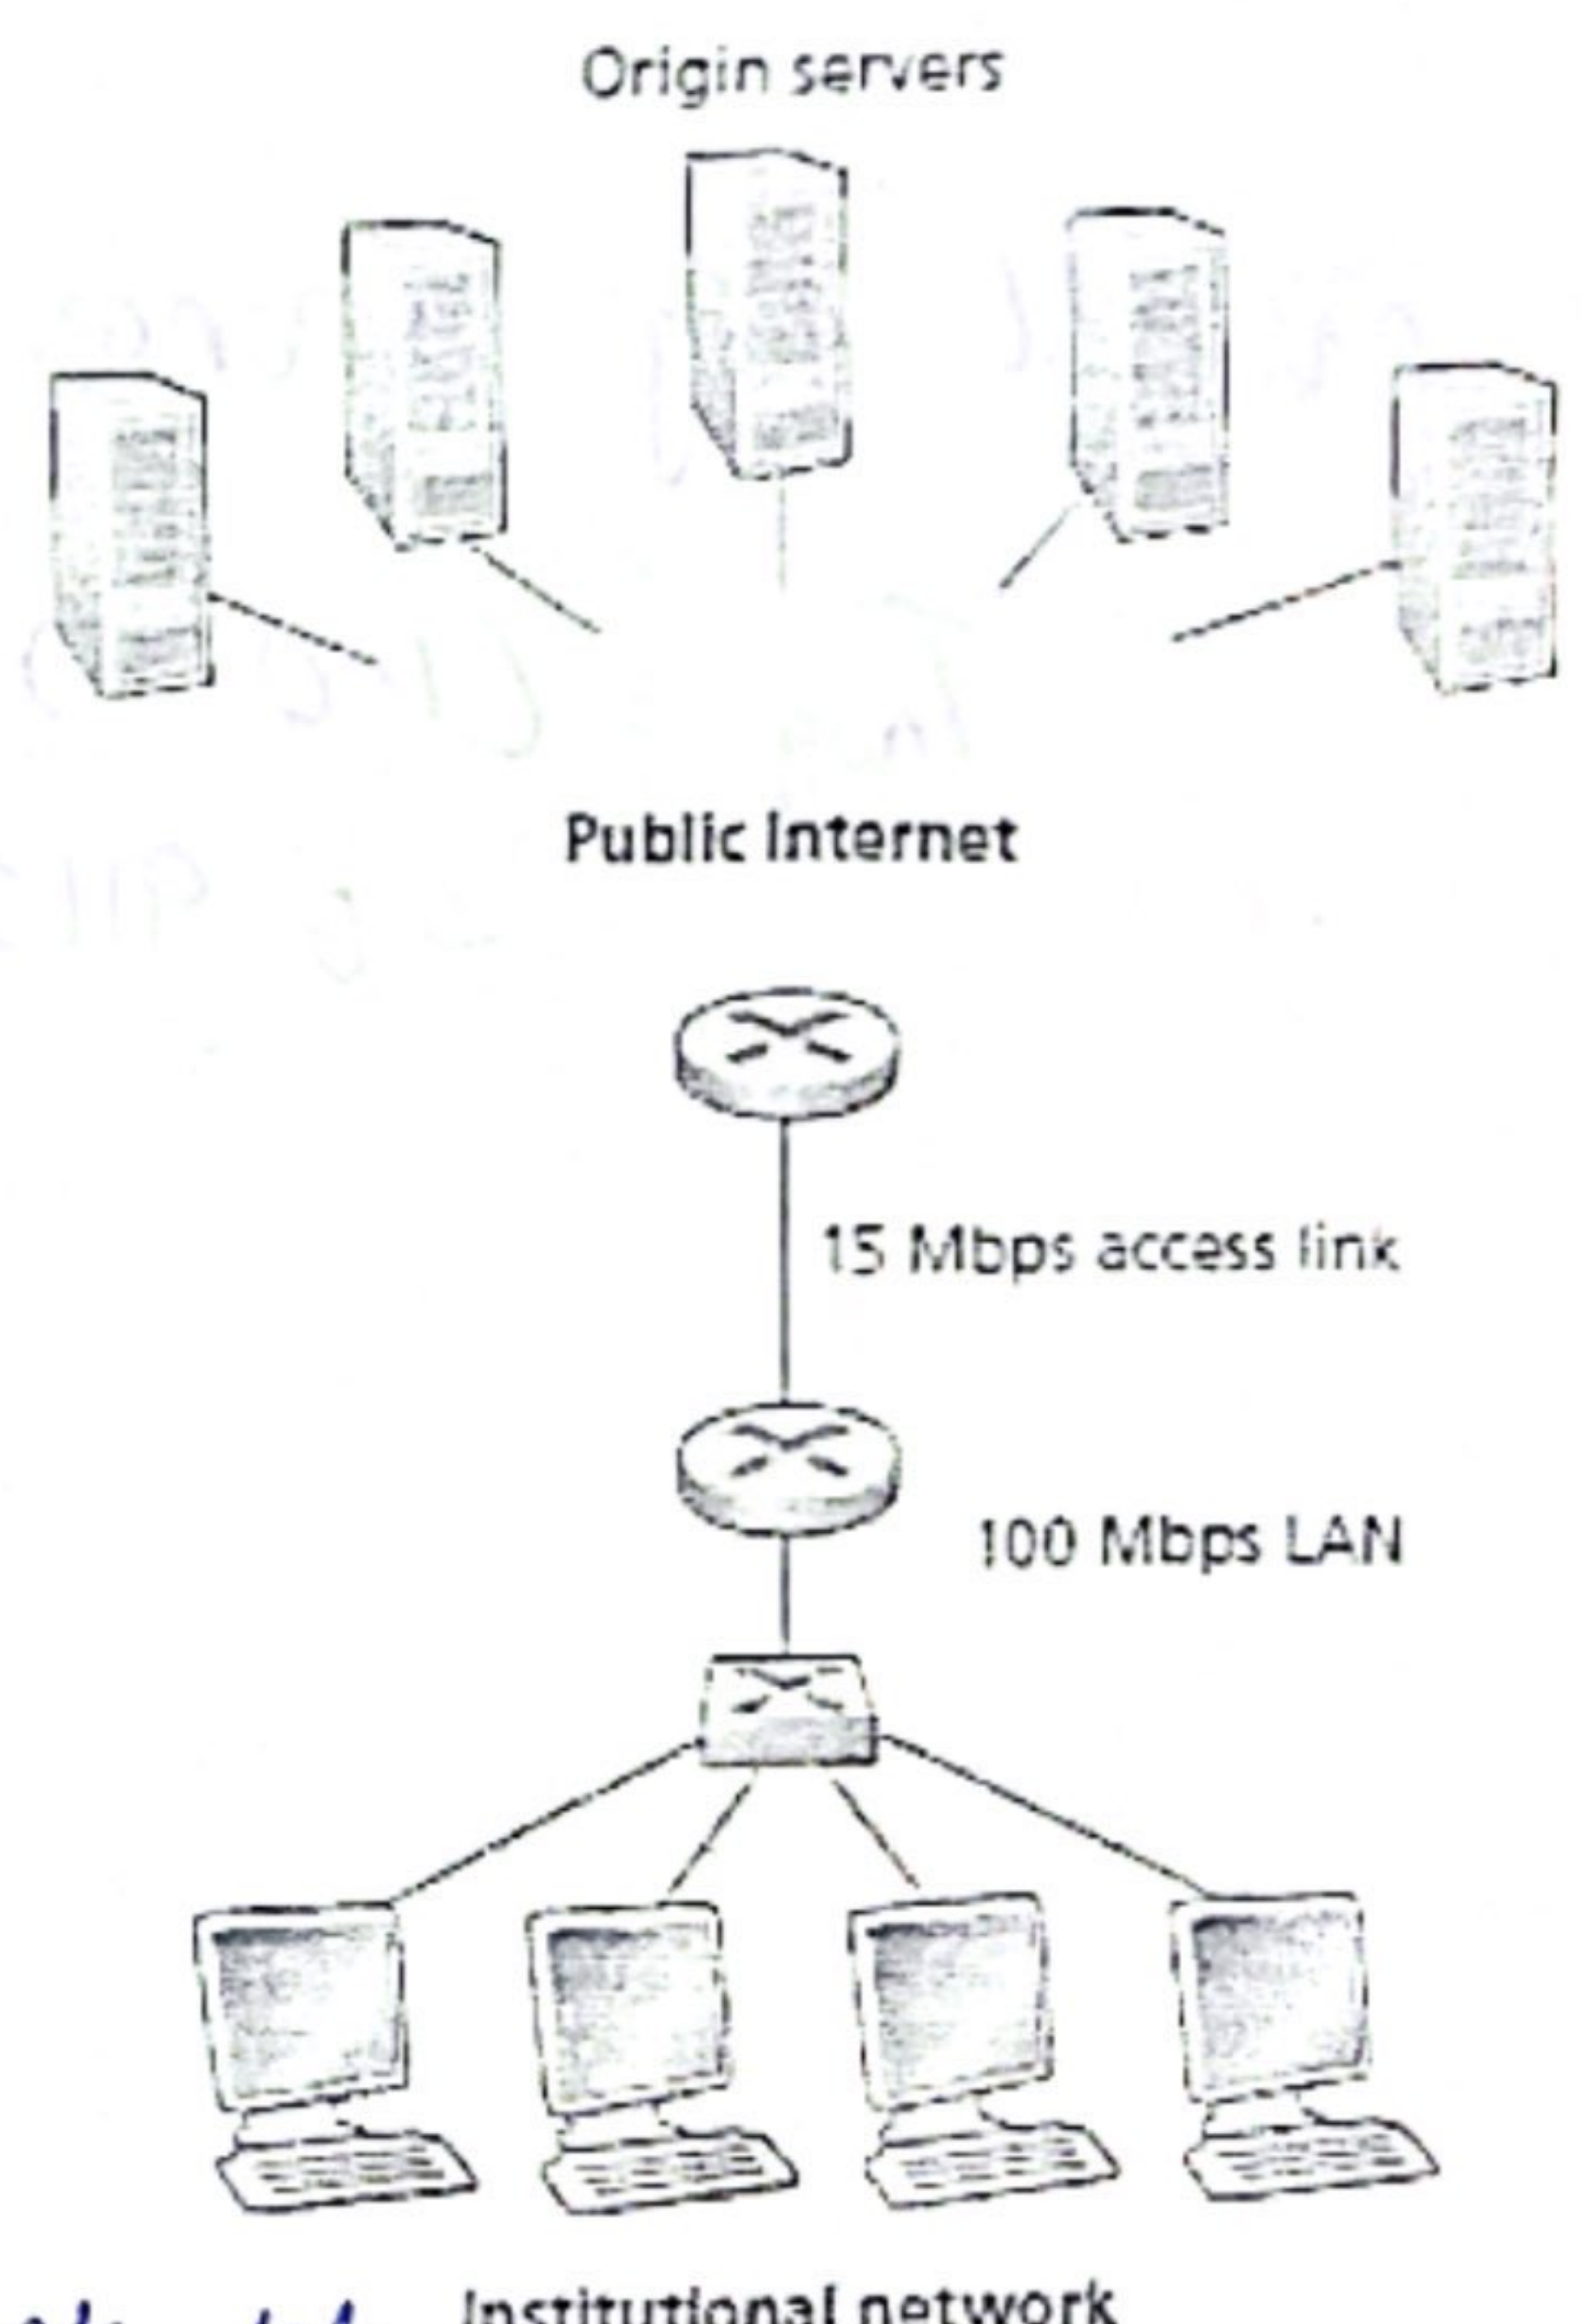 Origin servers
Public Internet
15 Mbps access link
100 Mbps LAN
Institutional network